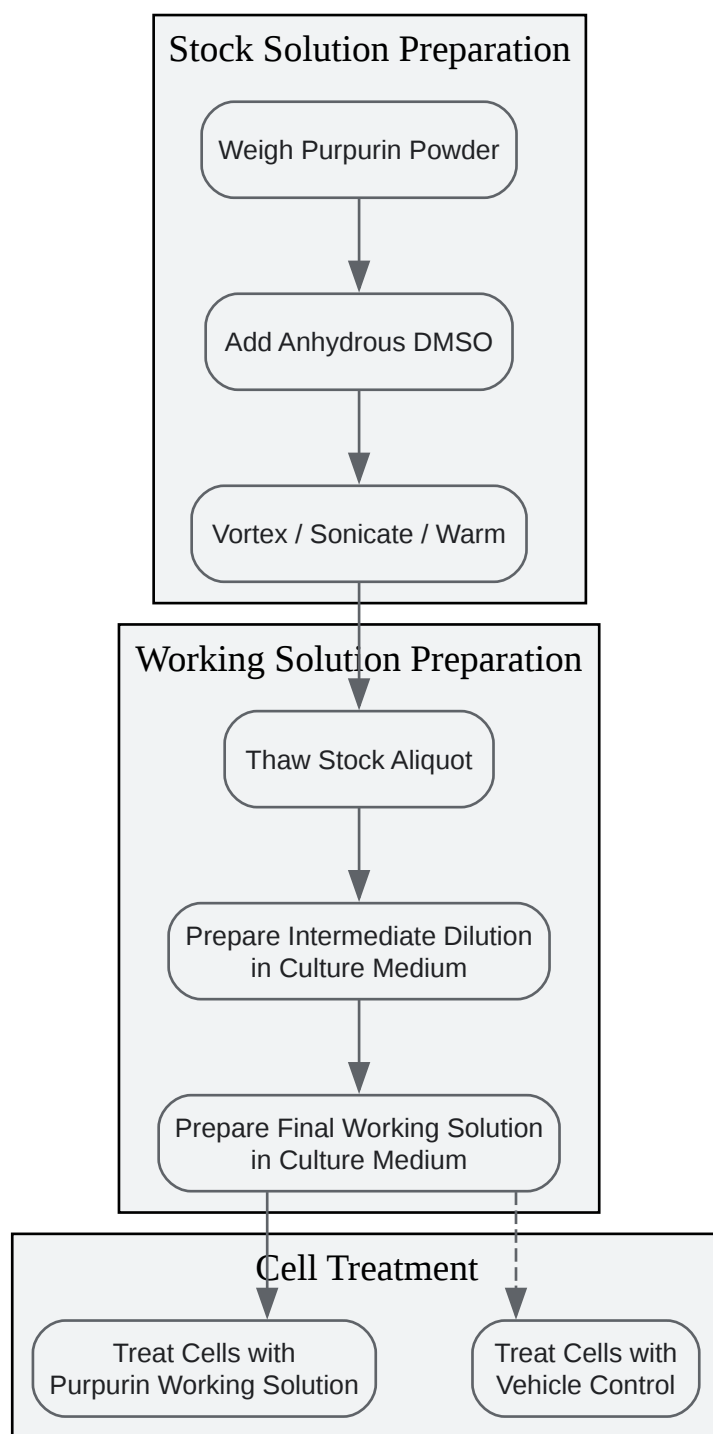 Stock Solution Preparation
Weigh Purpurin Powder
Add Anhydrous DMSO
Vortex / Sonicate / Warm
Working Solution Preparation
Thaw Stock Aliquot
Prepare Intermediate Dilution
in Culture Medium
Prepare Final Working Solution
in Culture Medium
Cell Treatment
Treat Cells with
Purpurin Working Solution
Treat Cells with
Vehicle Control